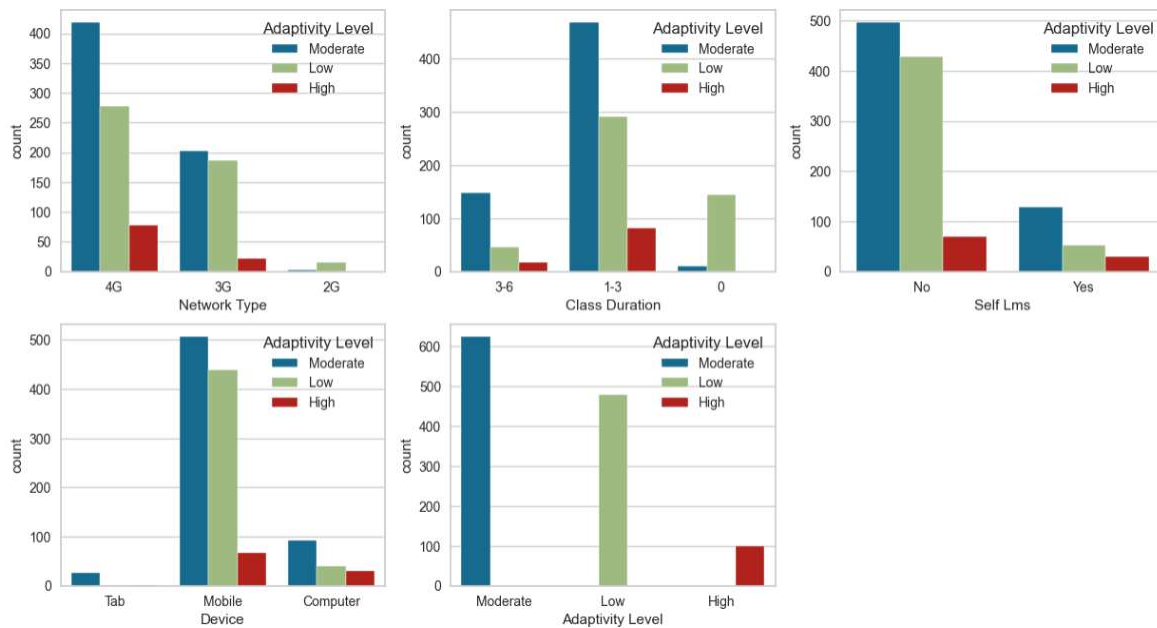 Adaptivity Level
Moderate
Low
High
400
350
300
250
200
150
100
50
0
count
4G
3G
2G
Network Type
Adaptivity Level
Moderate
Low
High
400
300
200
100
0
count
3-6
1-3
0
Class Duration
Adaptivity Level
Moderate
Low
High
500
400
300
200
100
0
count
No
Yes
Self Lms
Adaptivity Level
Moderate
Low
High
500
400
300
200
100
0
count
Tab
Mobile
Computer
Device
Adaptivity Level
Moderate
Low
High
600
500
400
300
200
100
0
count
Moderate
Low
High
Adaptivity Level